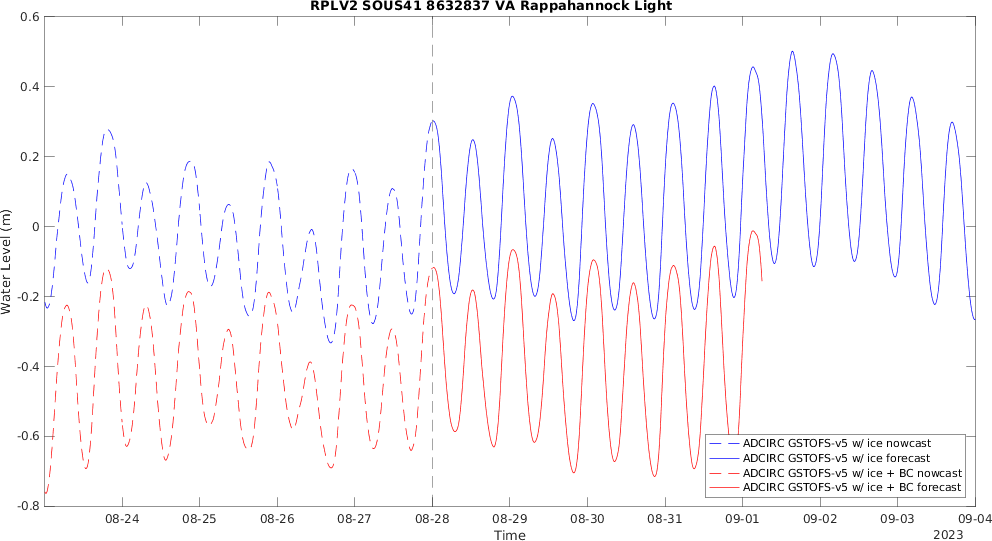 RPLV2 SOUS41 8632837 VA Rappahannock Light
0.6
0.4
0.2
0
-0.2
-0.4
-0.6
-0.8
Water Level (m)
ADCIRC GSTOFS-v5 w/ ice nowcast
ADCIRC GSTOFS-v5 w/ ice forecast
ADCIRC GSTOFS-v5 w/ ice + BC nowcast
ADCIRC GSTOFS-v5 w/ ice + BC forecast
08-24 08-25 08-26 08-27 08-28 08-29 08-30 08-31 09-01 09-02 09-03 09-04
Time
2023